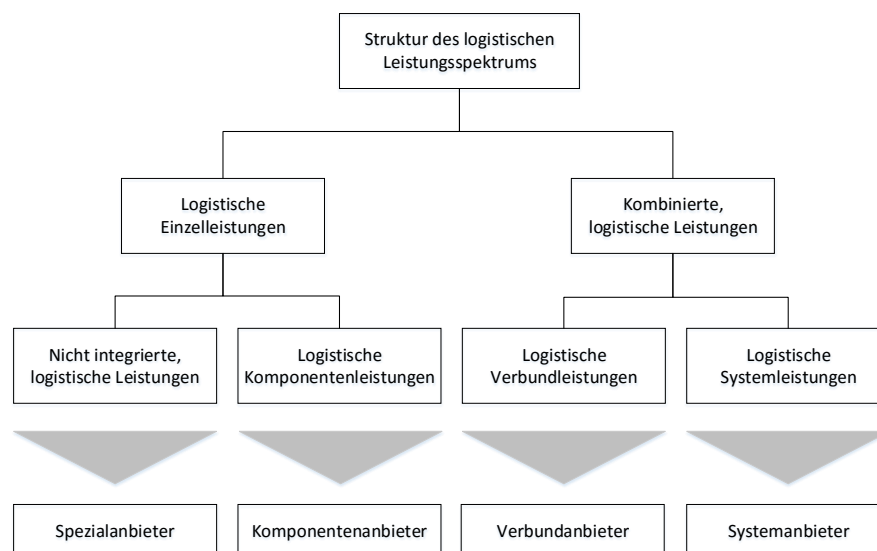 Struktur des logistischen
Leistungsspektrums
Logistische
Einzelleistungen
Kombinierte,
logistische Leistungen
Nicht integrierte,
logistische Leistungen
Logistische
Komponentenleistungen
Logistische
Verbundleistungen
Logistische
Systemleistungen
Spezialanbieter
Komponentenanbieter
Verbundanbieter
Systemanbieter